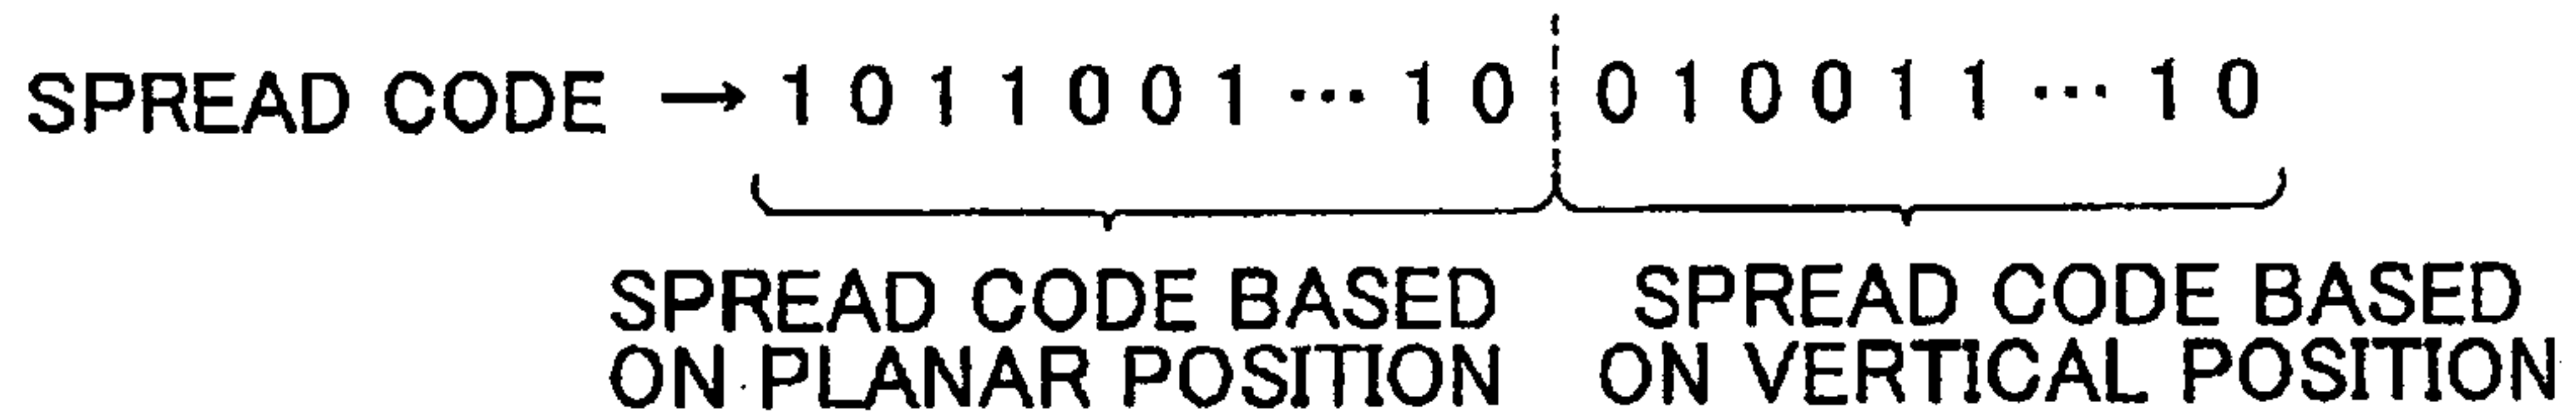 SPREAD CODE → 1 0 1 1 0 0 1 ··· 1 0 0 1 0 0 1 1 ··· 1 0
SPREAD CODE BASED ON PLANAR POSITION
SPREAD CODE BASED ON VERTICAL POSITION